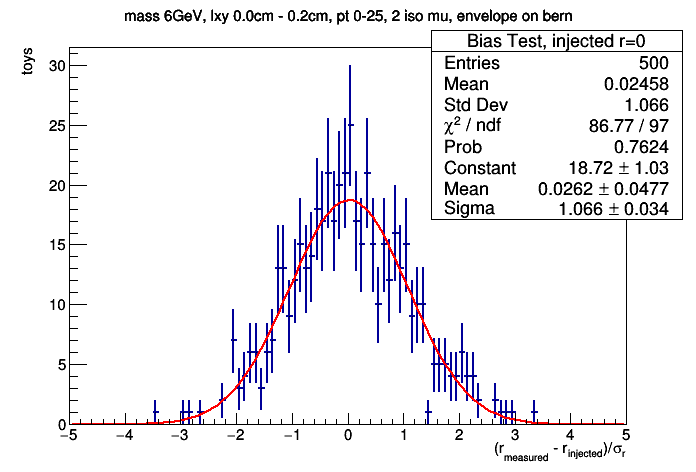 mass 6GeV, lxy 0.0cm - 0.2cm, pt 0-25, 2 iso mu, envelope on bern
Bias Test, injected r=0
Entries 500
Mean 0.02458
Std Dev 1.066
χ² / ndf 86.77 / 97
Prob 0.7624
Constant 18.72 ± 1.03
Mean 0.0262 ± 0.0477
Sigma 1.066 ± 0.034
toys
30
25
20
15
10
5
0
−5 −4 −3 −2 −1 0 1 2 3 4 5
(r_measured - r_injected)/σ_r